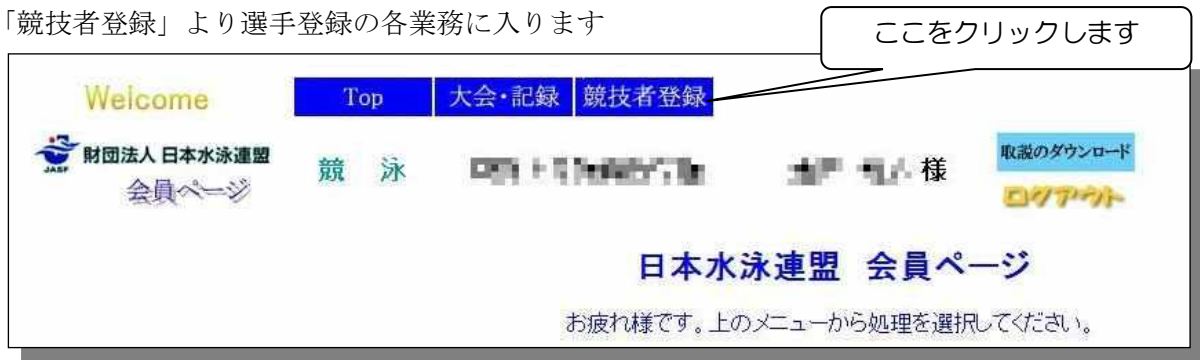 「競技者登録」より選手登録の各業務に入ります
ここをクリックします
Welcome Top 大会・記録 競技者登録
JASF 財団法人 日本水泳連盟
会員ページ
競 泳 様
取説のダウンロード
ログアウト
日本水泳連盟 会員ページ
お疲れ様です。上のメニューから処理を選択してください。